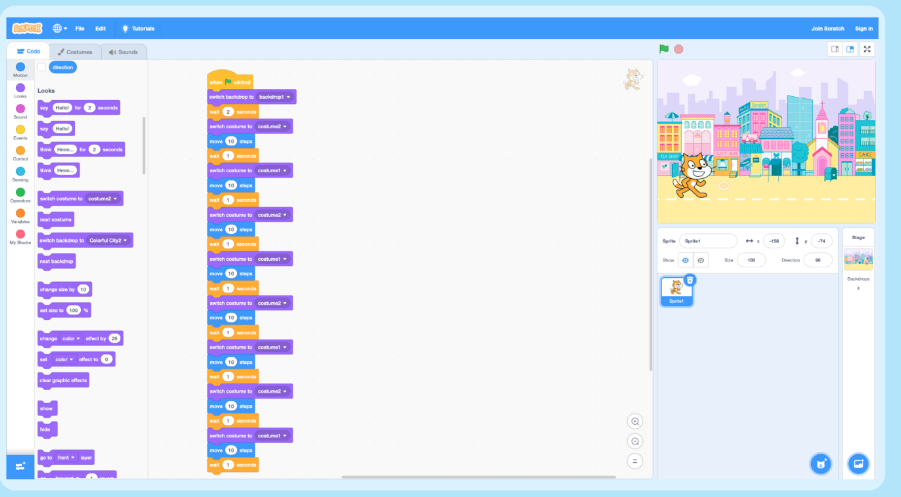 SCRATCH
File Edit Tutorials
Join Scratch Sign in
Code Costumes Sounds
Motion
Looks
Sound
Events
Control
Sensing
Operators
Variables
My Blocks
direction
Looks
say Hello! for 2 seconds
say Hello!
think Hmm... for 2 seconds
think Hmm...
switch costume to costume2
next costume
switch backdrop to Colorful City2
next backdrop
change size by 10
set size to 100 %
change color effect by 25
set color effect to 0
clear graphic effects
show
hide
go to front layer
when clicked
switch backdrop to backdrop1
wait 2 seconds
switch costume to costume2
move 10 steps
wait 1 seconds
switch costume to costume1
move 10 steps
wait 1 seconds
switch costume to costume2
move 10 steps
wait 1 seconds
switch costume to costume1
move 10 steps
wait 1 seconds
switch costume to costume2
move 10 steps
wait 1 seconds
switch costume to costume1
move 10 steps
wait 1 seconds
switch costume to costume2
move 10 steps
wait 1 seconds
switch costume to costume1
move 10 steps
wait 1 seconds
CAKE
Sprite Sprite1 x -158 y -74
Show Size 100 Direction 90
Sprite1
Stage
Backdrops